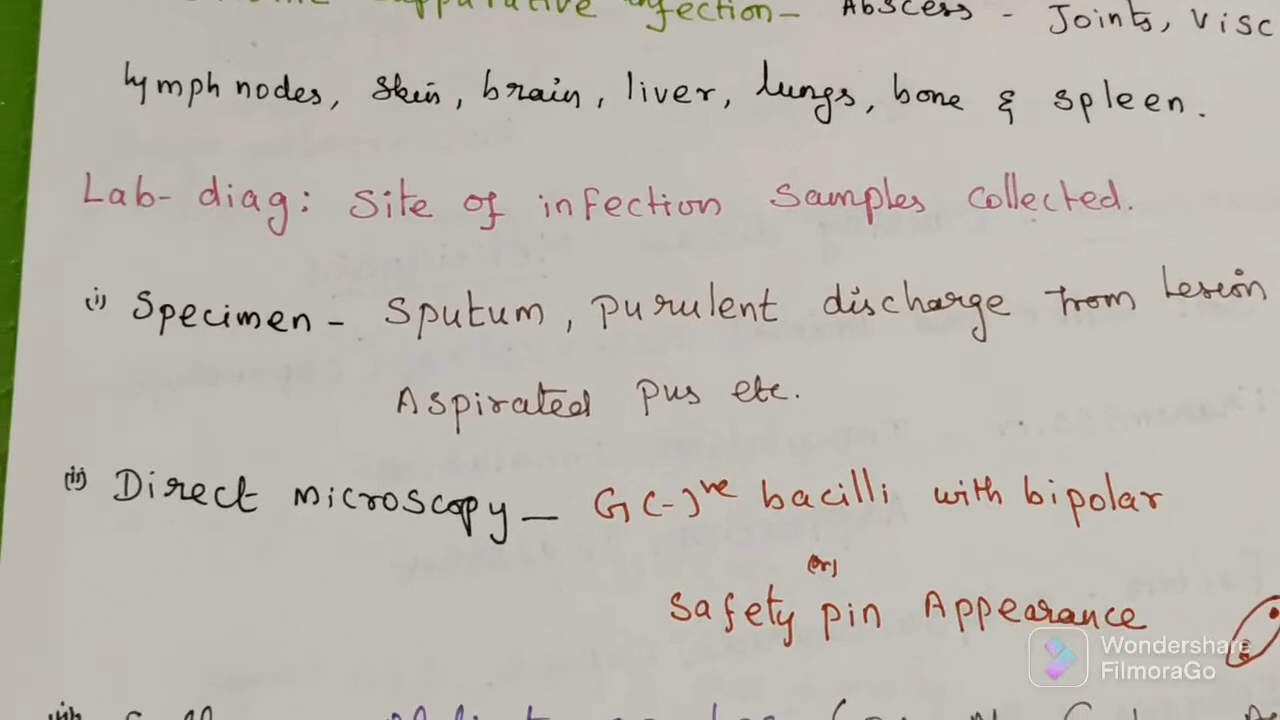 suppurative infection - Abscess - Joints, Visc
lymph nodes, skin, brain, liver, lungs, bone & spleen.
Lab-diag: Site of infection samples collected.
(i) Specimen - Sputum, purulent discharge from lesion
Aspirated pus etc.
(ii) Direct microscopy - G(-)ve bacilli with bipolar
(or)
Safety pin Appearance
Wondershare
FilmoraGo